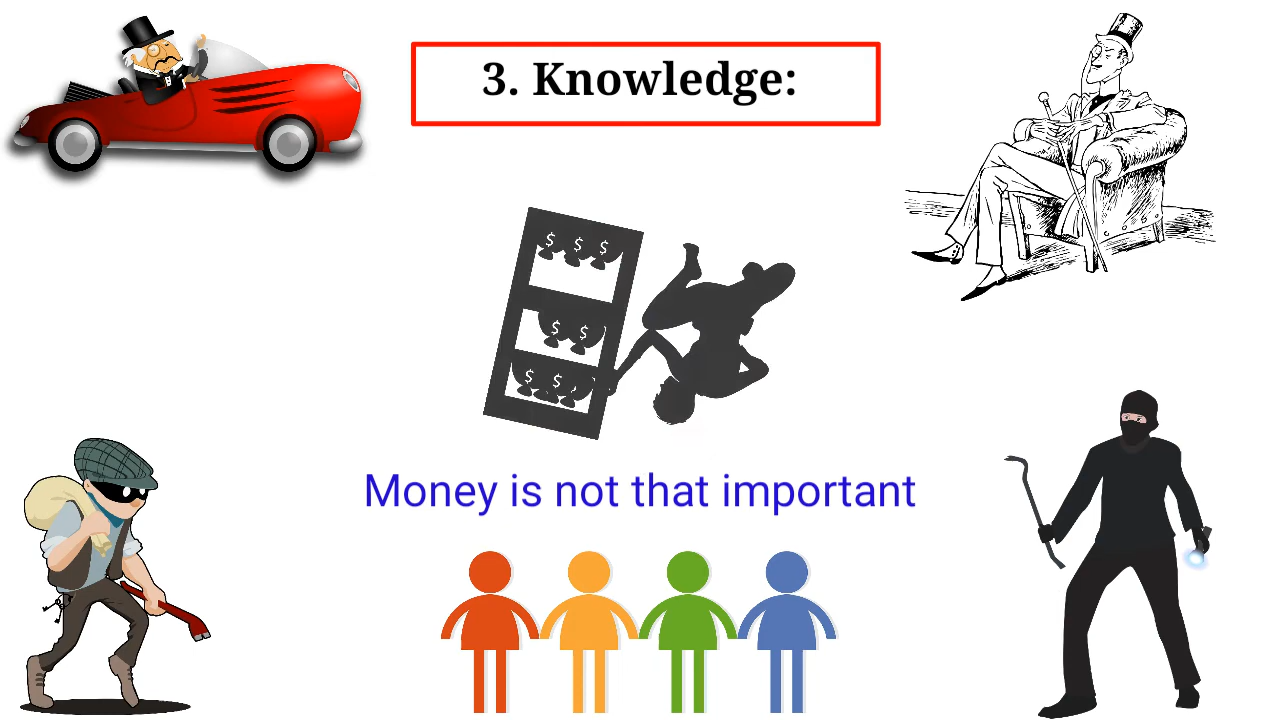 3. Knowledge:
$ $ $
$ $
$ $
Money is not that important